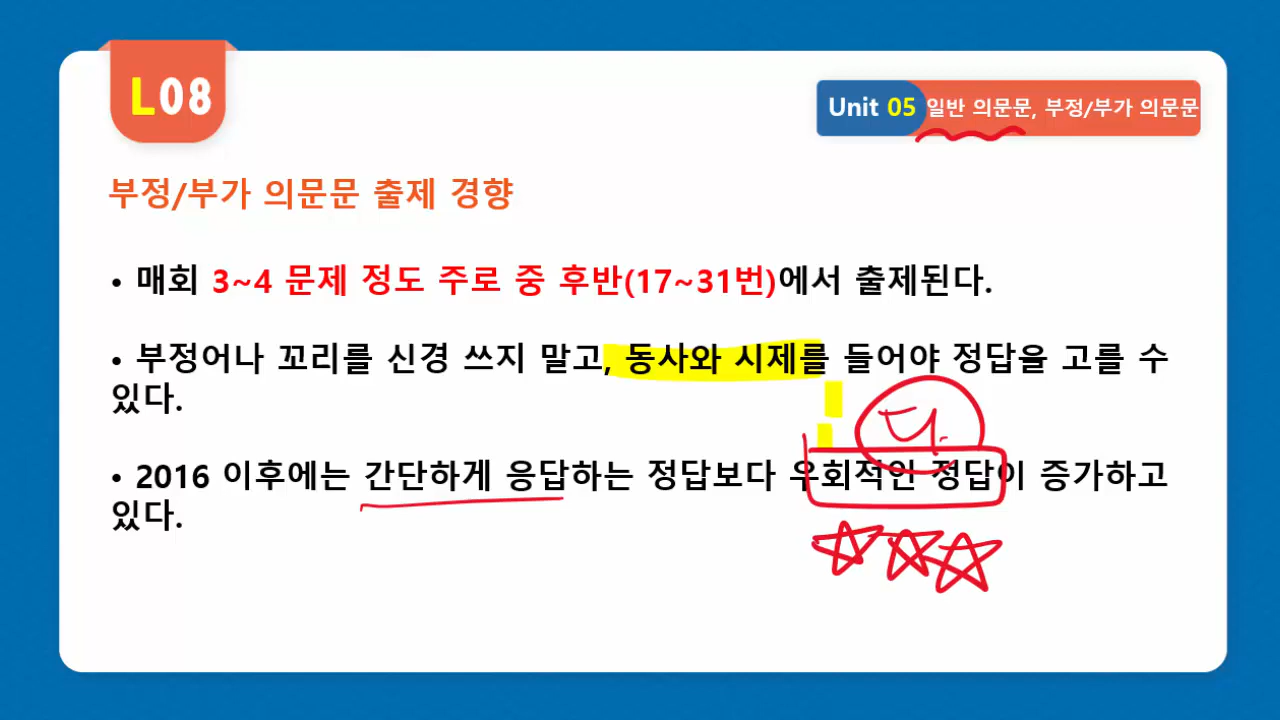 L08
Unit 05 일반 의문문, 부정/부가 의문문
부정/부가 의문문 출제 경향
• 매회 3~4 문제 정도 주로 중 후반(17~31번)에서 출제된다.
• 부정어나 꼬리를 신경 쓰지 말고, 동사와 시제를 들어야 정답을 고를 수
있다.
• 2016 이후에는 간단하게 응답하는 정답보다 우회적인 정답이 증가하고
있다.